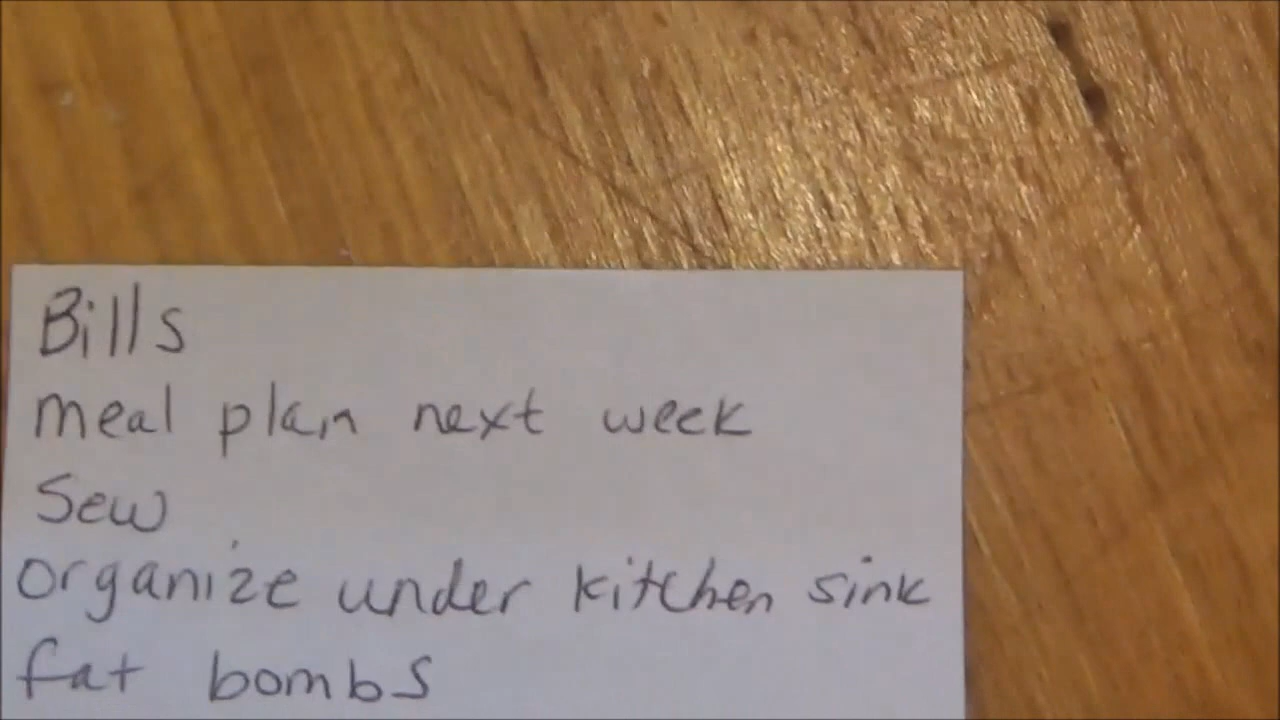 Bills
meal plan next week
Sew
organize under kitchen sink
fat bombs